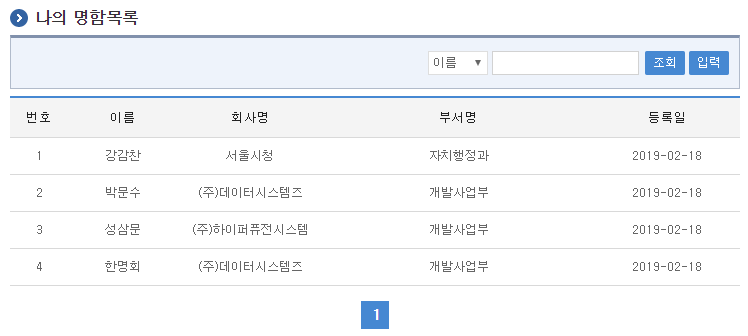 나의 명함목록
이름 ▼ 조회 입력
번호 이름 회사명 부서명 등록일
1 강감찬 서울시청 자치행정과 2019-02-18
2 박문수 (주)데이터시스템즈 개발사업부 2019-02-18
3 성삼문 (주)하이퍼퓨전시스템 개발사업부 2019-02-18
4 한명회 (주)데이터시스템즈 개발사업부 2019-02-18
1